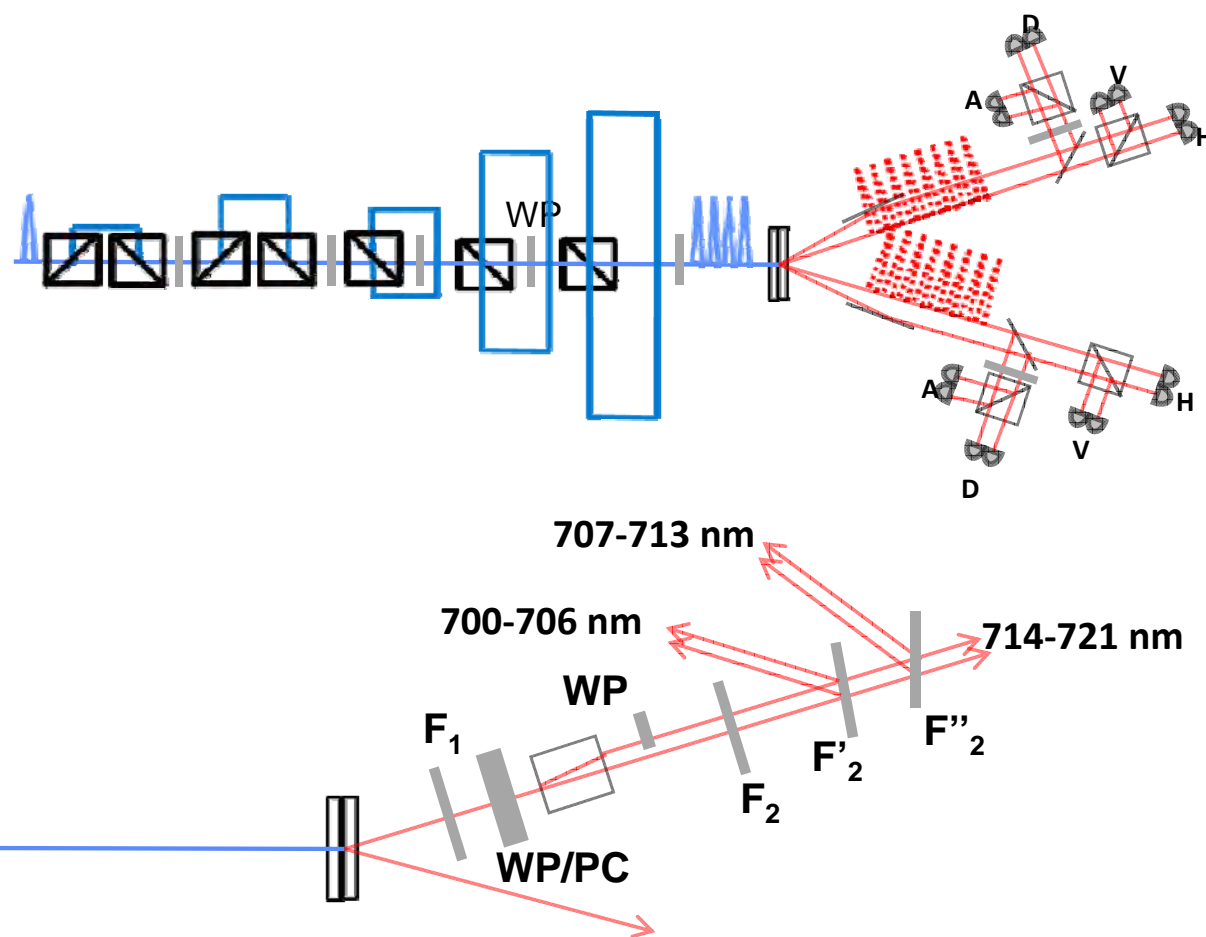 D
V
A
H
WP
A
H
V
D
707-713 nm
700-706 nm
714-721 nm
WP
F1
F'2
F''2
F2
WP/PC